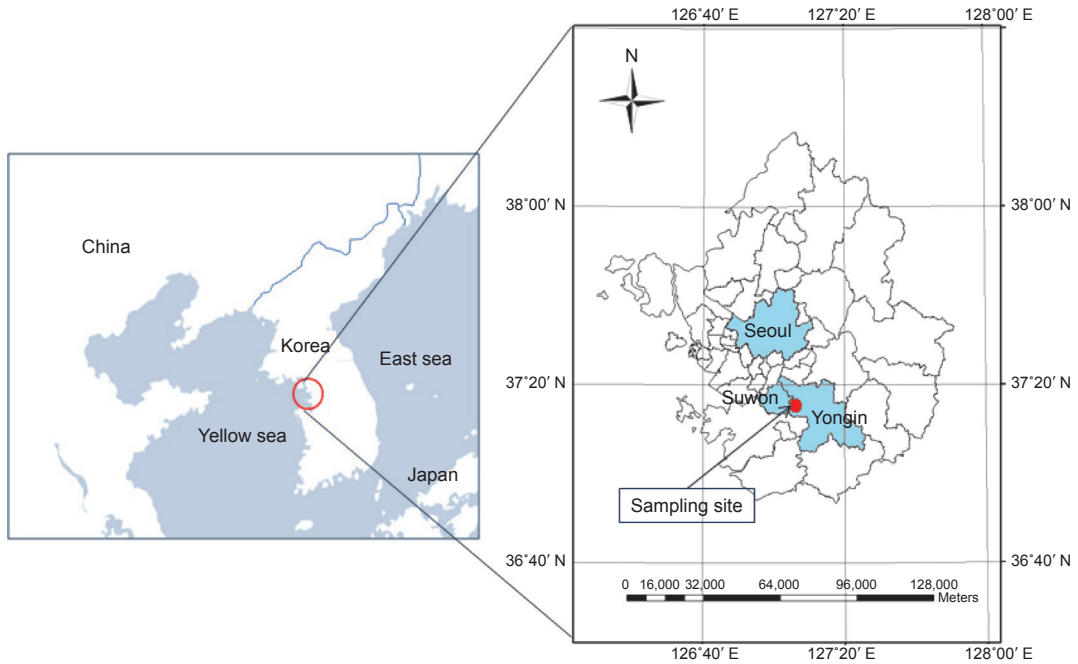 126˚40′ E
127˚20′ E
128˚00′ E
N
38˚00′ N
38˚00′ N
China
Korea
East sea
Seoul
37˚20′ N
37˚20′ N
Suwon
Yongin
Yellow sea
Japan
Sampling site
36˚40′ N
36˚40′ N
0 16,000 32,000 64,000 96,000 128,000
Meters
126˚40′ E
127˚20′ E
128˚00′ E